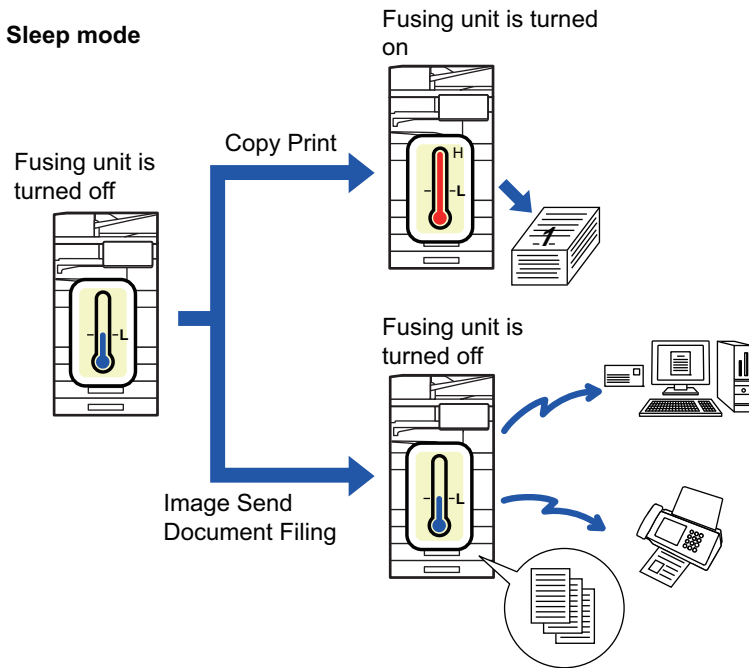 Sleep mode
Fusing unit is
turned off
-L
Copy Print
Fusing unit is turned
on
H
-L
1
Image Send
Document Filing
Fusing unit is
turned off
-L